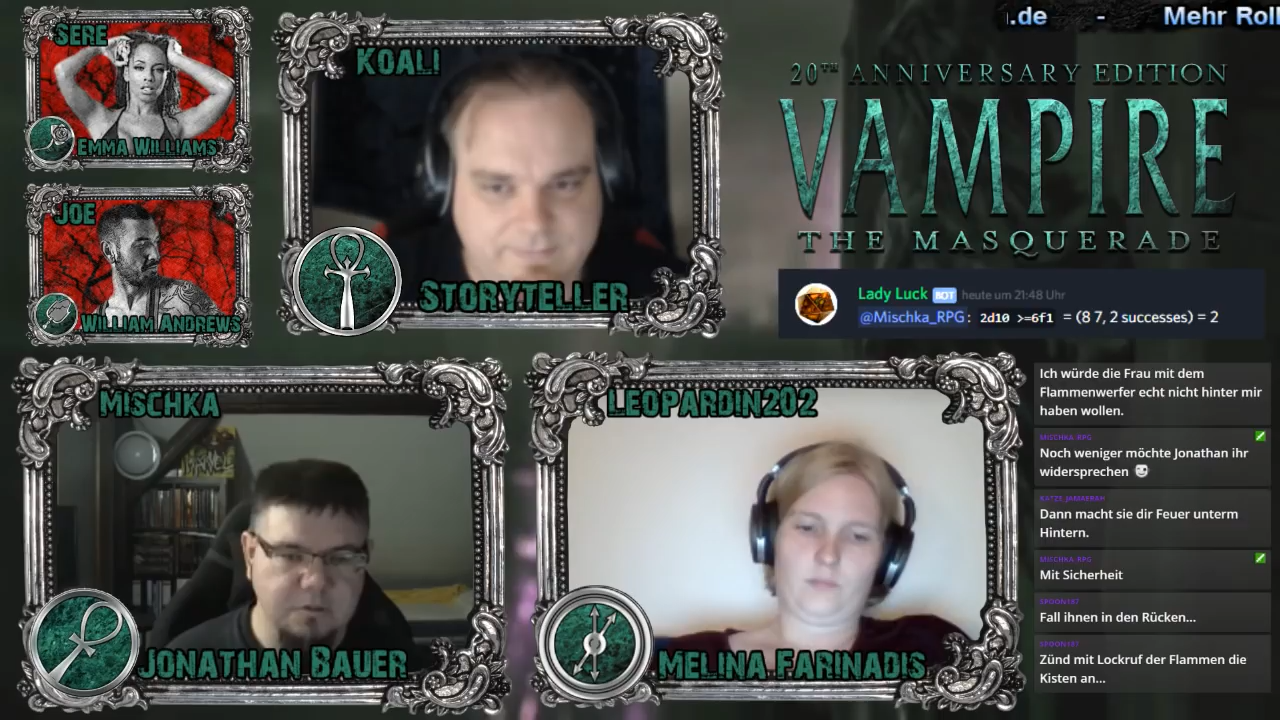 .de - Mehr Roll
SERE
EMMA WILLIAMS
JOE
WILLIAM ANDREWS
KOALI
STORYTELLER
20TH ANNIVERSARY EDITION
VAMPIRE
THE MASQUERADE
Lady Luck BOT heute um 21:48 Uhr
@Mischka_RPG: 2d10 >=6f1 = (8 7, 2 successes) = 2
MISCHKA
JONATHAN BAUER
LEOPARDIN202
MELINA FARINADIS
Ich würde die Frau mit dem
Flammenwerfer echt nicht hinter mir
haben wollen.
MISCHKA_RPG
Noch weniger möchte Jonathan ihr
widersprechen
KATZE_JAMMERAH
Dann macht sie dir Feuer unterm
Hintern.
MISCHKA_RPG
Mit Sicherheit
SPOON187
Fall ihnen in den Rücken...
SPOON187
Zünd mit Lockruf der Flammen die
Kisten an...